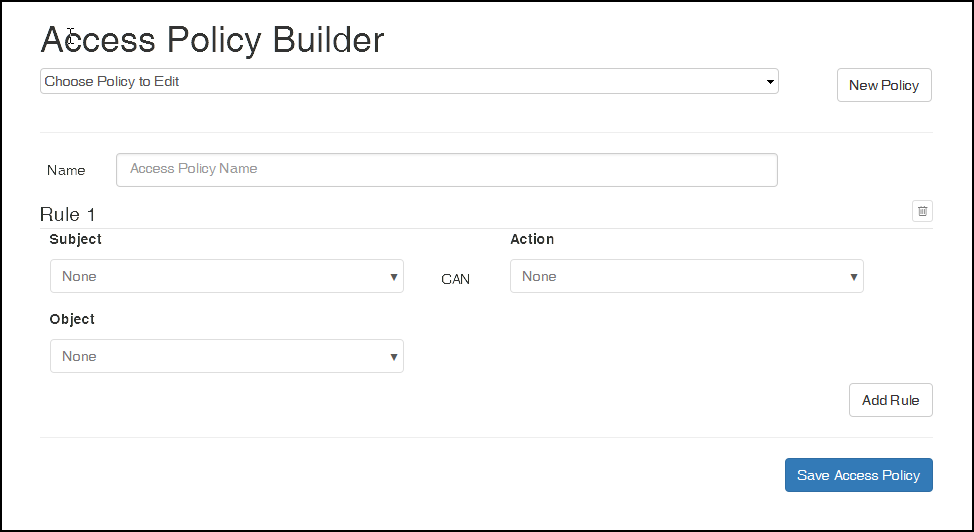 Access Policy Builder
Choose Policy to Edit
New Policy
Name
Access Policy Name
Rule 1
Subject
Action
None
CAN
None
Object
None
Add Rule
Save Access Policy